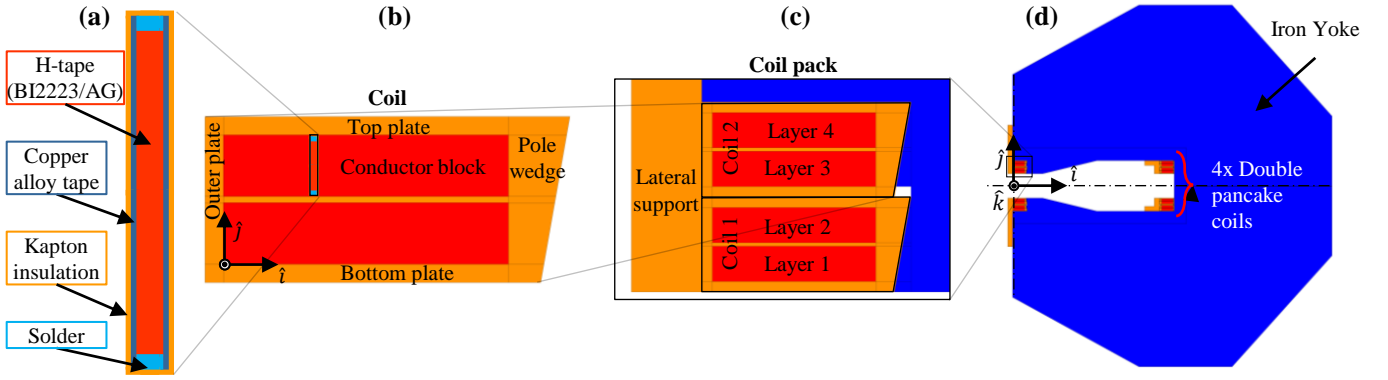 (a)
H-tape
(BI2223/AG)
Copper
alloy tape
Kapton
insulation
Solder
(b)
Coil
Top plate
Outer plate
Conductor block
Pole
wedge
ĵ
î
Bottom plate
(c)
Coil pack
Lateral
support
Coil 2
Layer 4
Layer 3
Coil 1
Layer 2
Layer 1
(d)
Iron Yoke
ĵ
î
k̂
4x Double
pancake
coils